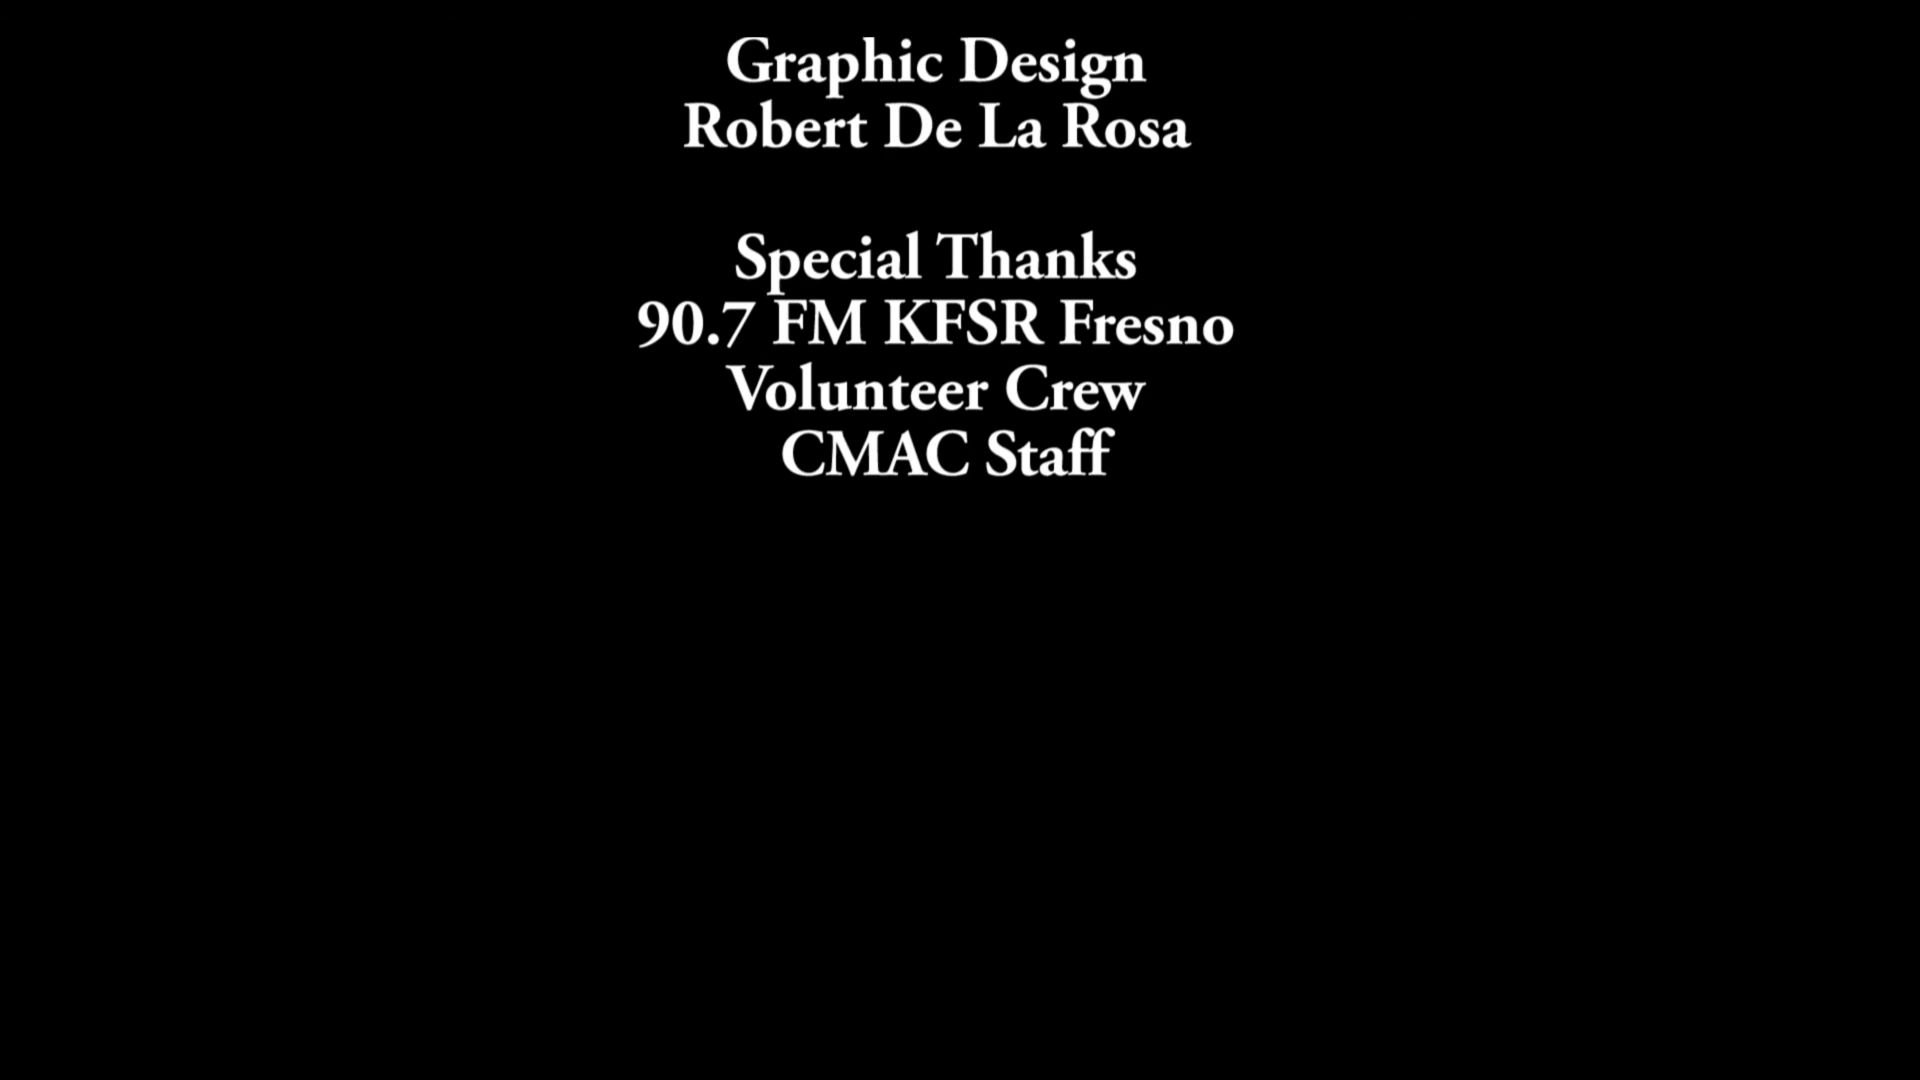 Graphic Design
Robert De La Rosa
Special Thanks
90.7 FM KFSR Fresno
Volunteer Crew
CMAC Staff